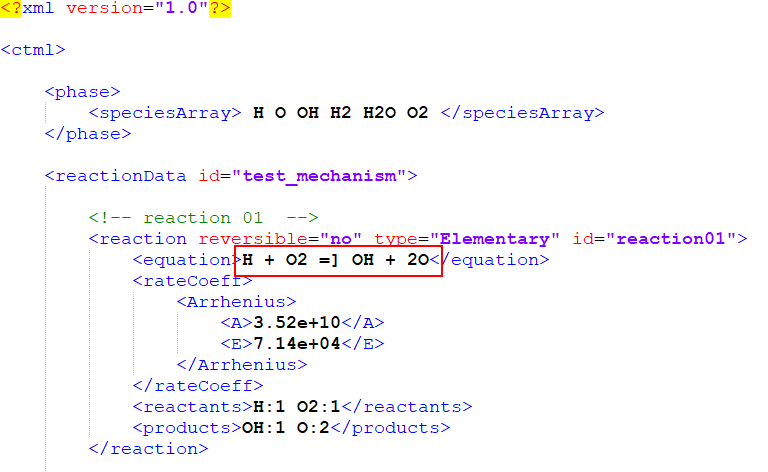 <?xml version="1.0"?>
<ctml>
<phase>
<speciesArray> H O OH H2 H2O O2 </speciesArray>
</phase>
<reactionData id="test_mechanism">
<!-- reaction 01  -->
<reaction reversible="no" type="Elementary" id="reaction01">
<equation>H + O2 =] OH + 2O</equation>
<rateCoeff>
<Arrhenius>
<A>3.52e+10</A>
<E>7.14e+04</E>
</Arrhenius>
</rateCoeff>
<reactants>H:1 O2:1</reactants>
<products>OH:1 O:2</products>
</reaction>